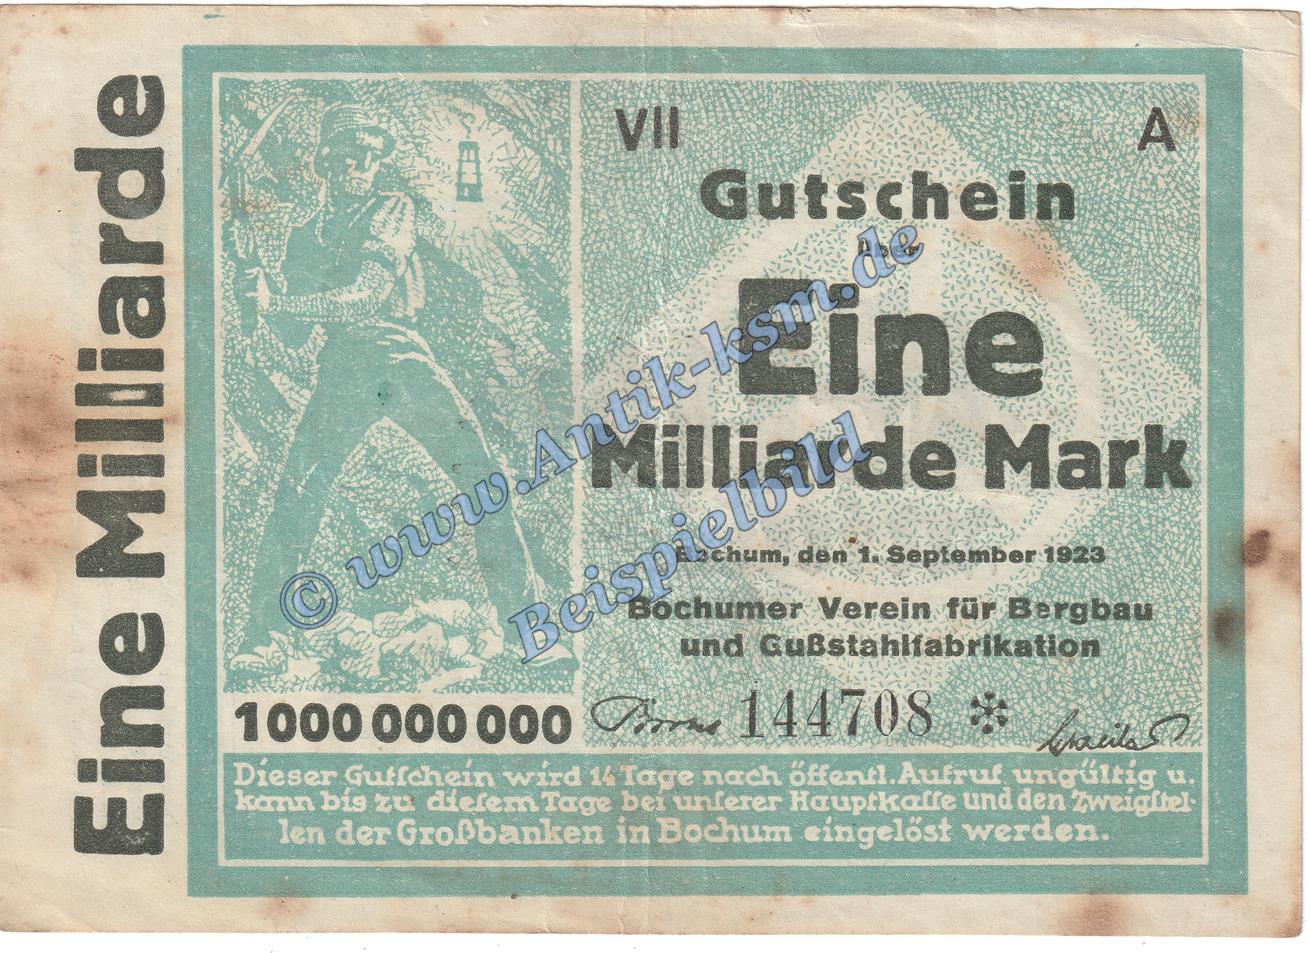 Eine Milliarde
VII A
Gutschein
über
Eine
Milliarde Mark
Bochum, den 1. September 1923
Bochumer Verein für Bergbau
und Gußstahlfabrikation
1000 000 000
144708 *
Dieser Gutschein wird 14 Tage nach öffentl. Aufruf ungültig u.
kann bis zu diesem Tage bei unserer Hauptkasse und den Zweigstel-
len der Großbanken in Bochum eingelöst werden.
© www.Antik-ksm.de
Beispielbild